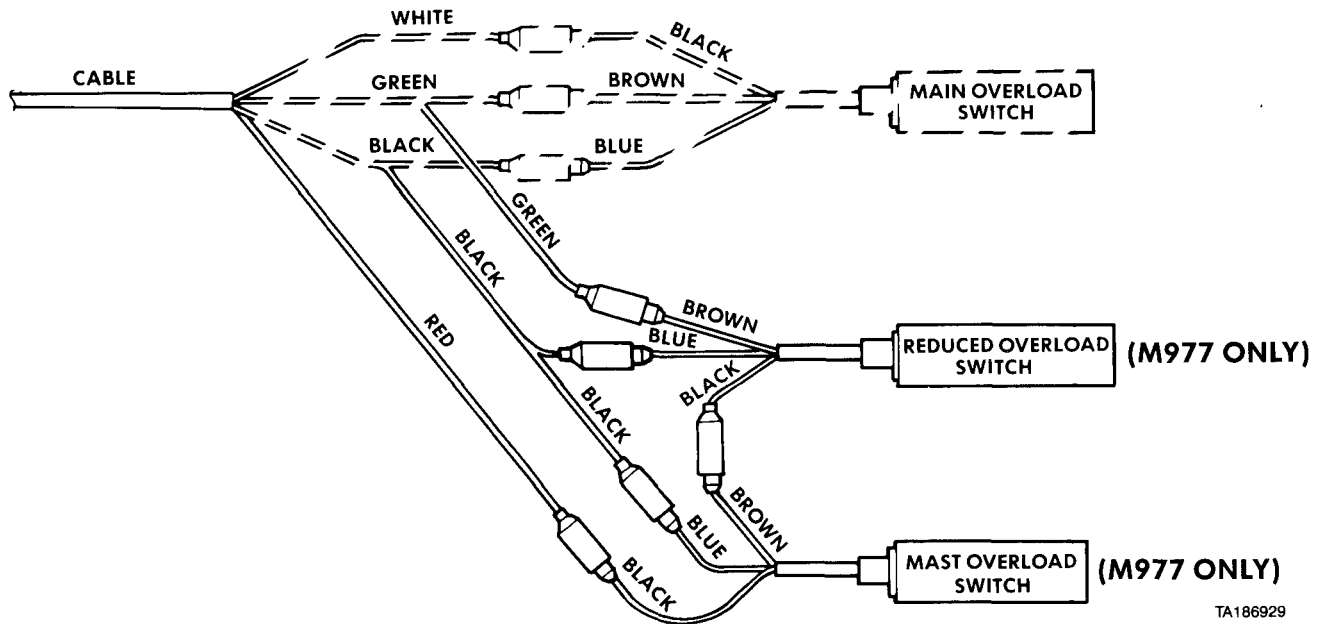 WHITE
BLACK
CABLE
GREEN
BROWN
MAIN OVERLOAD
SWITCH
BLACK
BLUE
GREEN
BLACK
RED
BROWN
BLUE
REDUCED OVERLOAD
SWITCH
(M977 ONLY)
BLACK
BLACK
BROWN
BLUE
MAST OVERLOAD
SWITCH
(M977 ONLY)
BLACK
TA186929